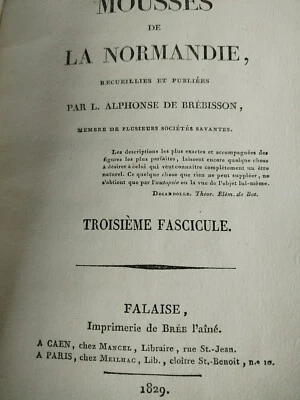 MOUSSES
DE
LA NORMANDIE,
RECUEILLIES ET PUBLIÉES
PAR L. ALPHONSE DE BRÉBISSON,
MEMBRE DE PLUSIEURS SOCIÉTÉS SAVANTES.
Les descriptions les plus exactes et accompagnées des
figures les plus parfaites, laissent encore quelque chose
à désirer à celui qui veut connaître complètement un être
naturel. Ce quelque chose que rien ne peut suppléer, ne
s'obtient que par l'autopsie ou la vue de l'objet lui-même.
DECANDOLLE. Théor. Élém. de Bot.
TROISIÈME FASCICULE.
FALAISE,
Imprimerie de BRÉE l'aîné.
A CAEN, chez MANCEL, Libraire, rue St.-Jean.
A PARIS, chez MEILHAC, Lib., cloître St.-Benoît, n.° 10.
1829.